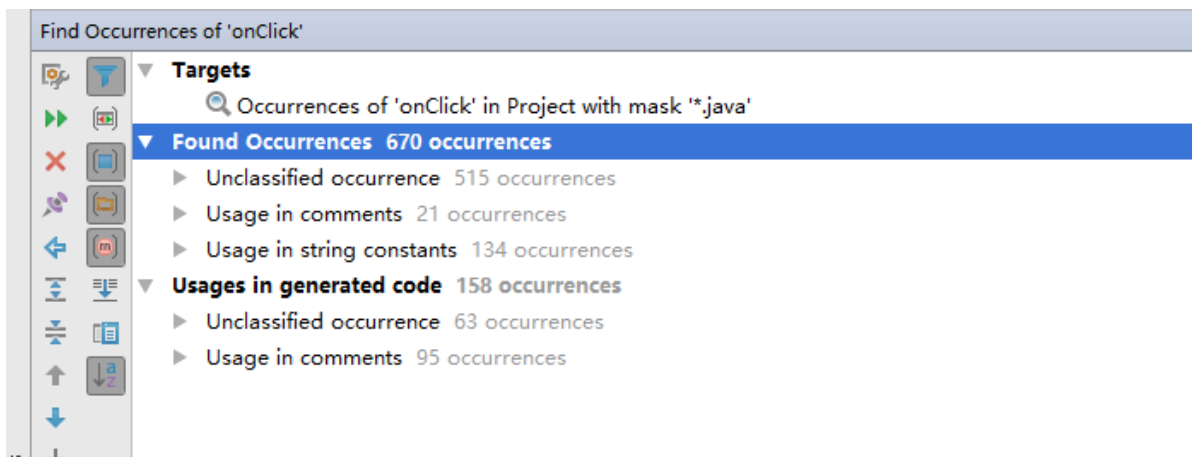 Find Occurrences of 'onClick'
Targets
Occurrences of 'onClick' in Project with mask '*.java'
Found Occurrences 670 occurrences
Unclassified occurrence 515 occurrences
Usage in comments 21 occurrences
Usage in string constants 134 occurrences
Usages in generated code 158 occurrences
Unclassified occurrence 63 occurrences
Usage in comments 95 occurrences